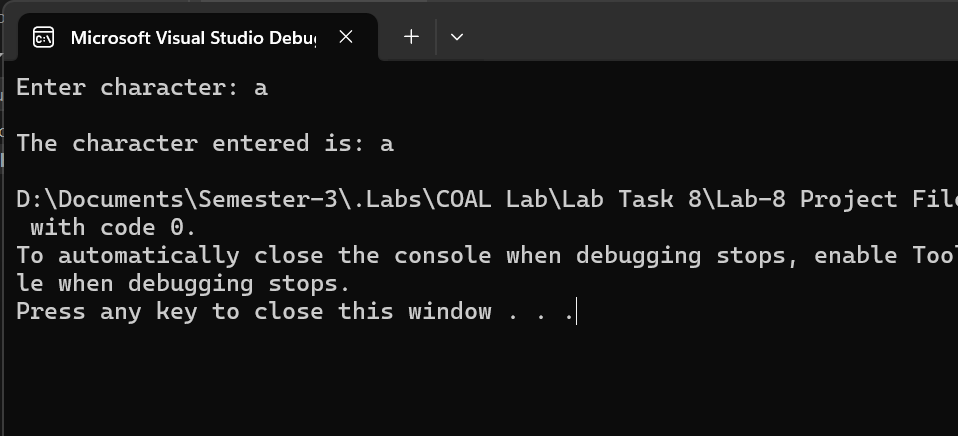 Microsoft Visual Studio Debu
Enter character: a
The character entered is: a
D:\Documents\Semester-3\.Labs\COAL Lab\Lab Task 8\Lab-8 Project File
 with code 0.
To automatically close the console when debugging stops, enable Tool
le when debugging stops.
Press any key to close this window . . .